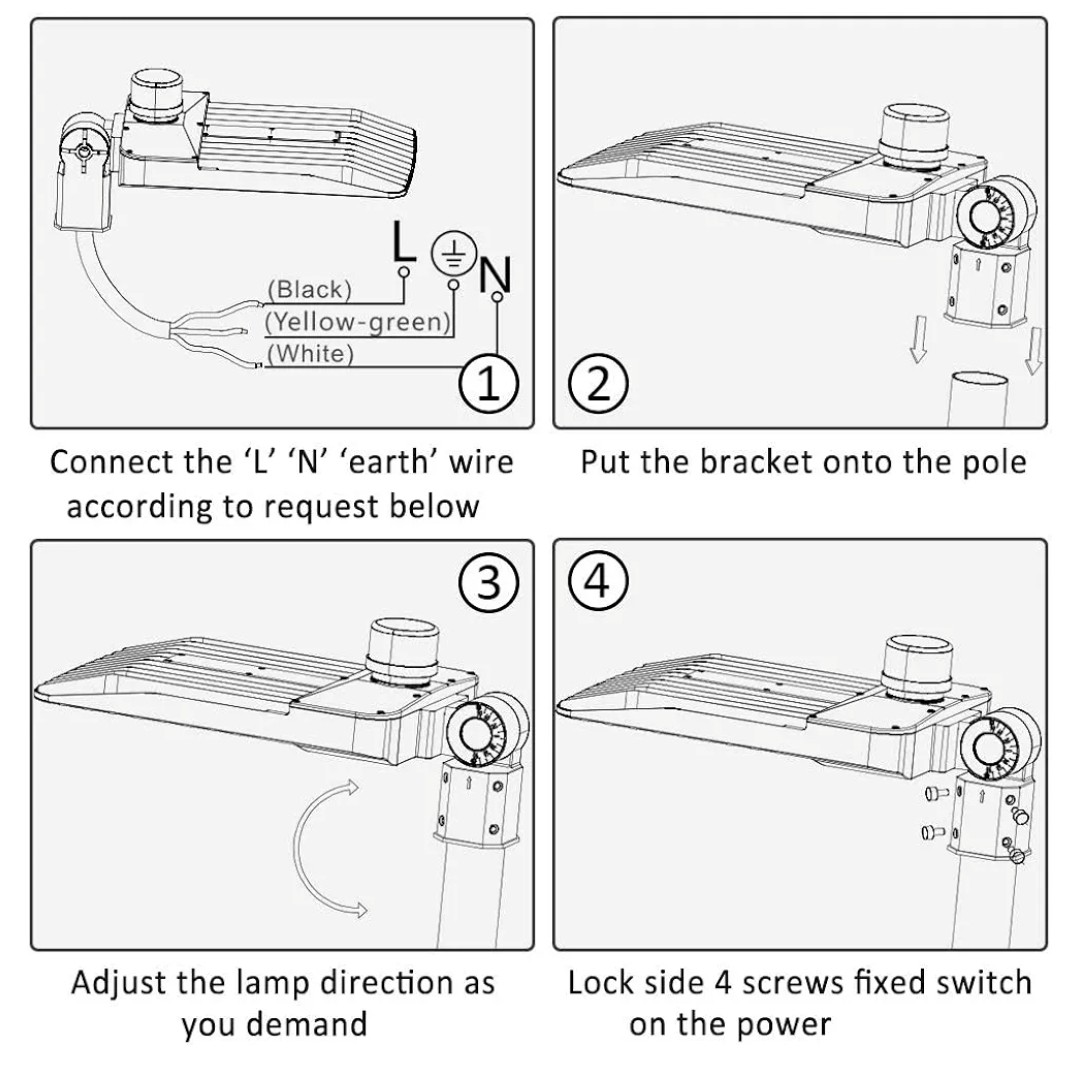 L
N
(Black)
(Yellow-green)
(White)
1
Connect the ‘L’ ‘N’ ‘earth’ wire
according to request below
2
Put the bracket onto the pole
3
Adjust the lamp direction as
you demand
4
Lock side 4 screws fixed switch
on the power